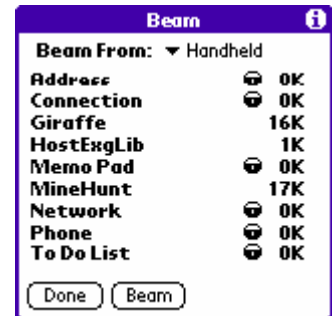 Beam
Beam From: Handheld
Address 0K
Connection 0K
Giraffe 16K
HostExgLib 1K
Memo Pad 0K
MineHunt 17K
Network 0K
Phone 0K
To Do List 0K
Done Beam